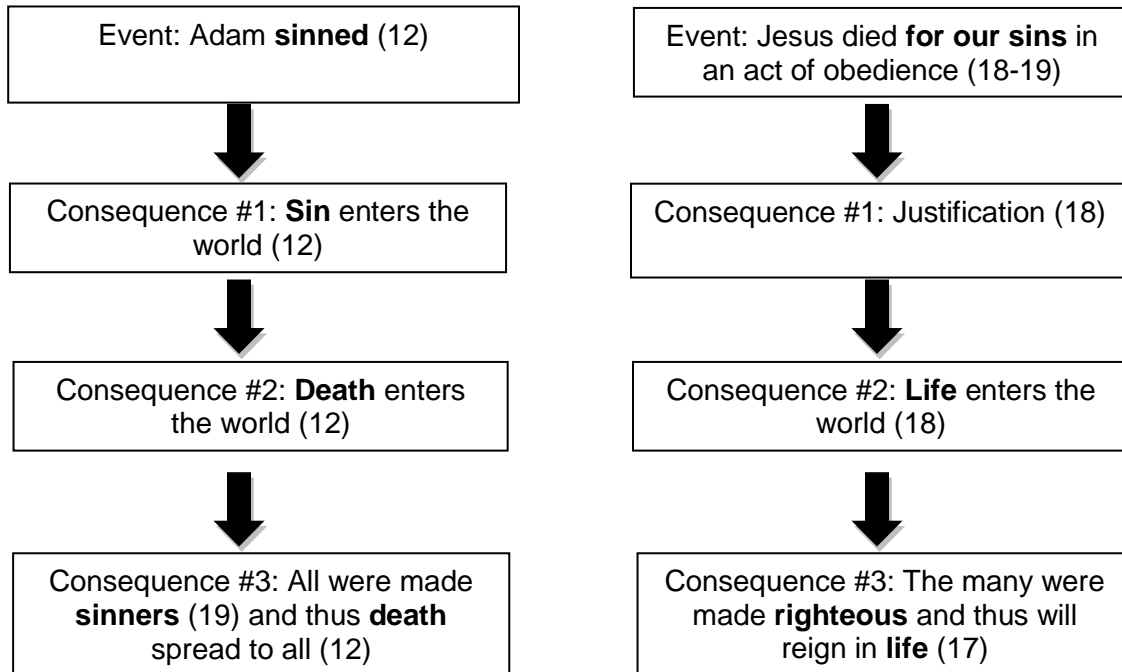 Event: Adam sinned (12)
Consequence #1: Sin enters the
world (12)
Consequence #2: Death enters
the world (12)
Consequence #3: All were made
sinners (19) and thus death
spread to all (12)
Event: Jesus died for our sins in
an act of obedience (18-19)
Consequence #1: Justification (18)
Consequence #2: Life enters the
world (18)
Consequence #3: The many were
made righteous and thus will
reign in life (17)